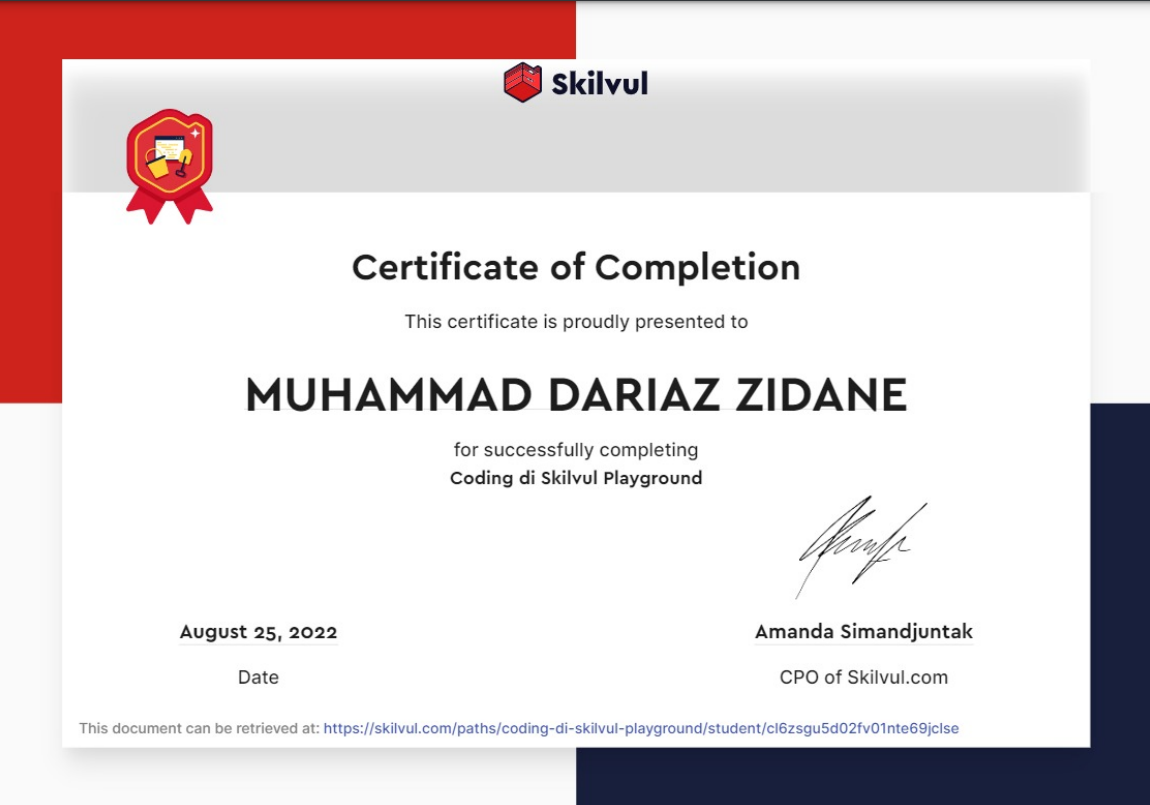 Skilvul
Certificate of Completion
This certificate is proudly presented to
MUHAMMAD DARIAZ ZIDANE
for successfully completing
Coding di Skilvul Playground
August 25, 2022
Date
Amanda Simandjuntak
CPO of Skilvul.com
This document can be retrieved at: https://skilvul.com/paths/coding-di-skilvul-playground/student/cl6zsgu5d02fv01nte69jclse